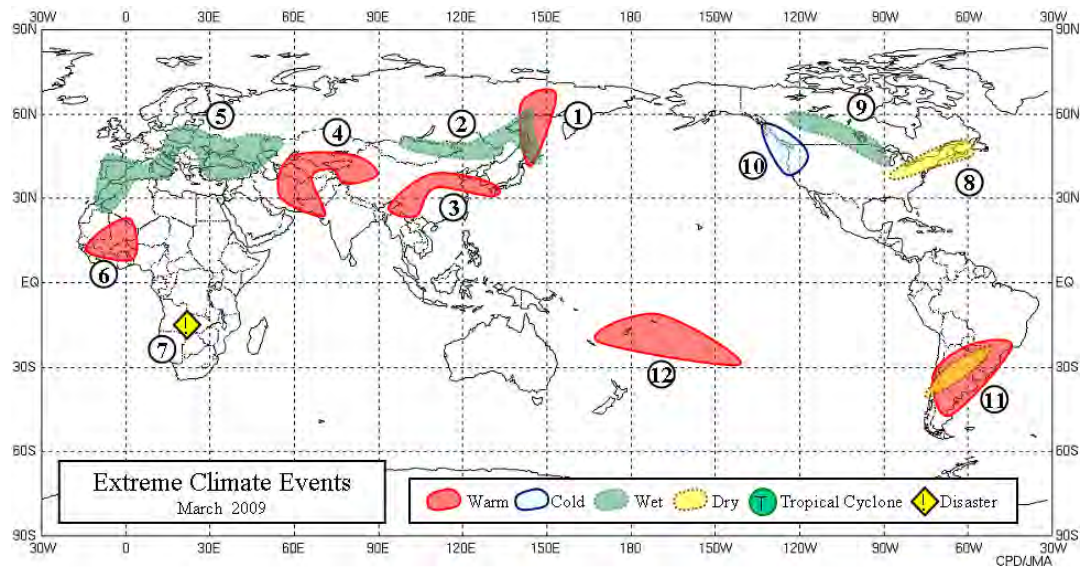 30W 0 30E 60E 90E 120E 150E 180 150W 120W 90W 60W 30W
90N 90N
60N 60N
30N 30N
EQ EQ
30S 30S
60S 60S
90S 90S
5 4 2 1 9
10 8
3
6
7
12 11
Extreme Climate Events
March 2009
Warm Cold Wet Dry T Tropical Cyclone ! Disaster
30W 0 30E 60E 90E 120E 150E 180 150W 120W 90W 60W 30W
CPD/JMA